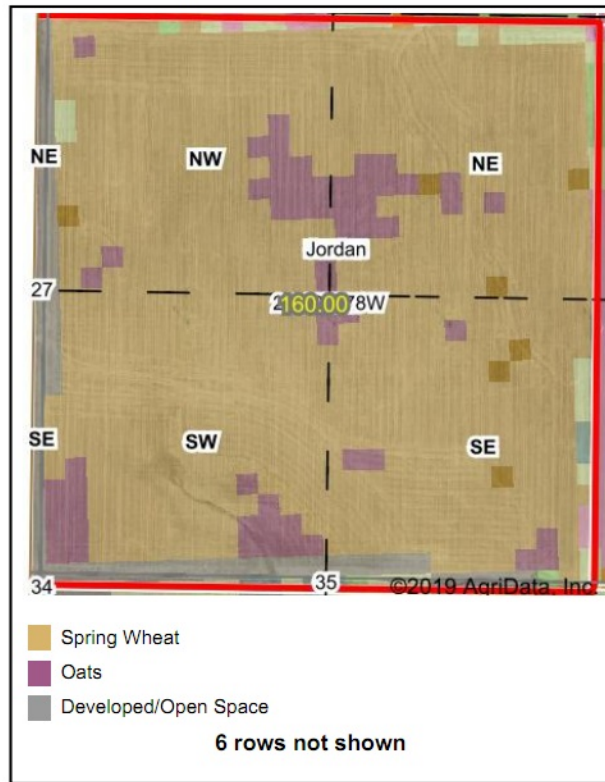 NE NW NE
Jordan
27
160.00 78W
SE SW SE
34 35 ©2019 AgriData, Inc.
Spring Wheat
Oats
Developed/Open Space
6 rows not shown